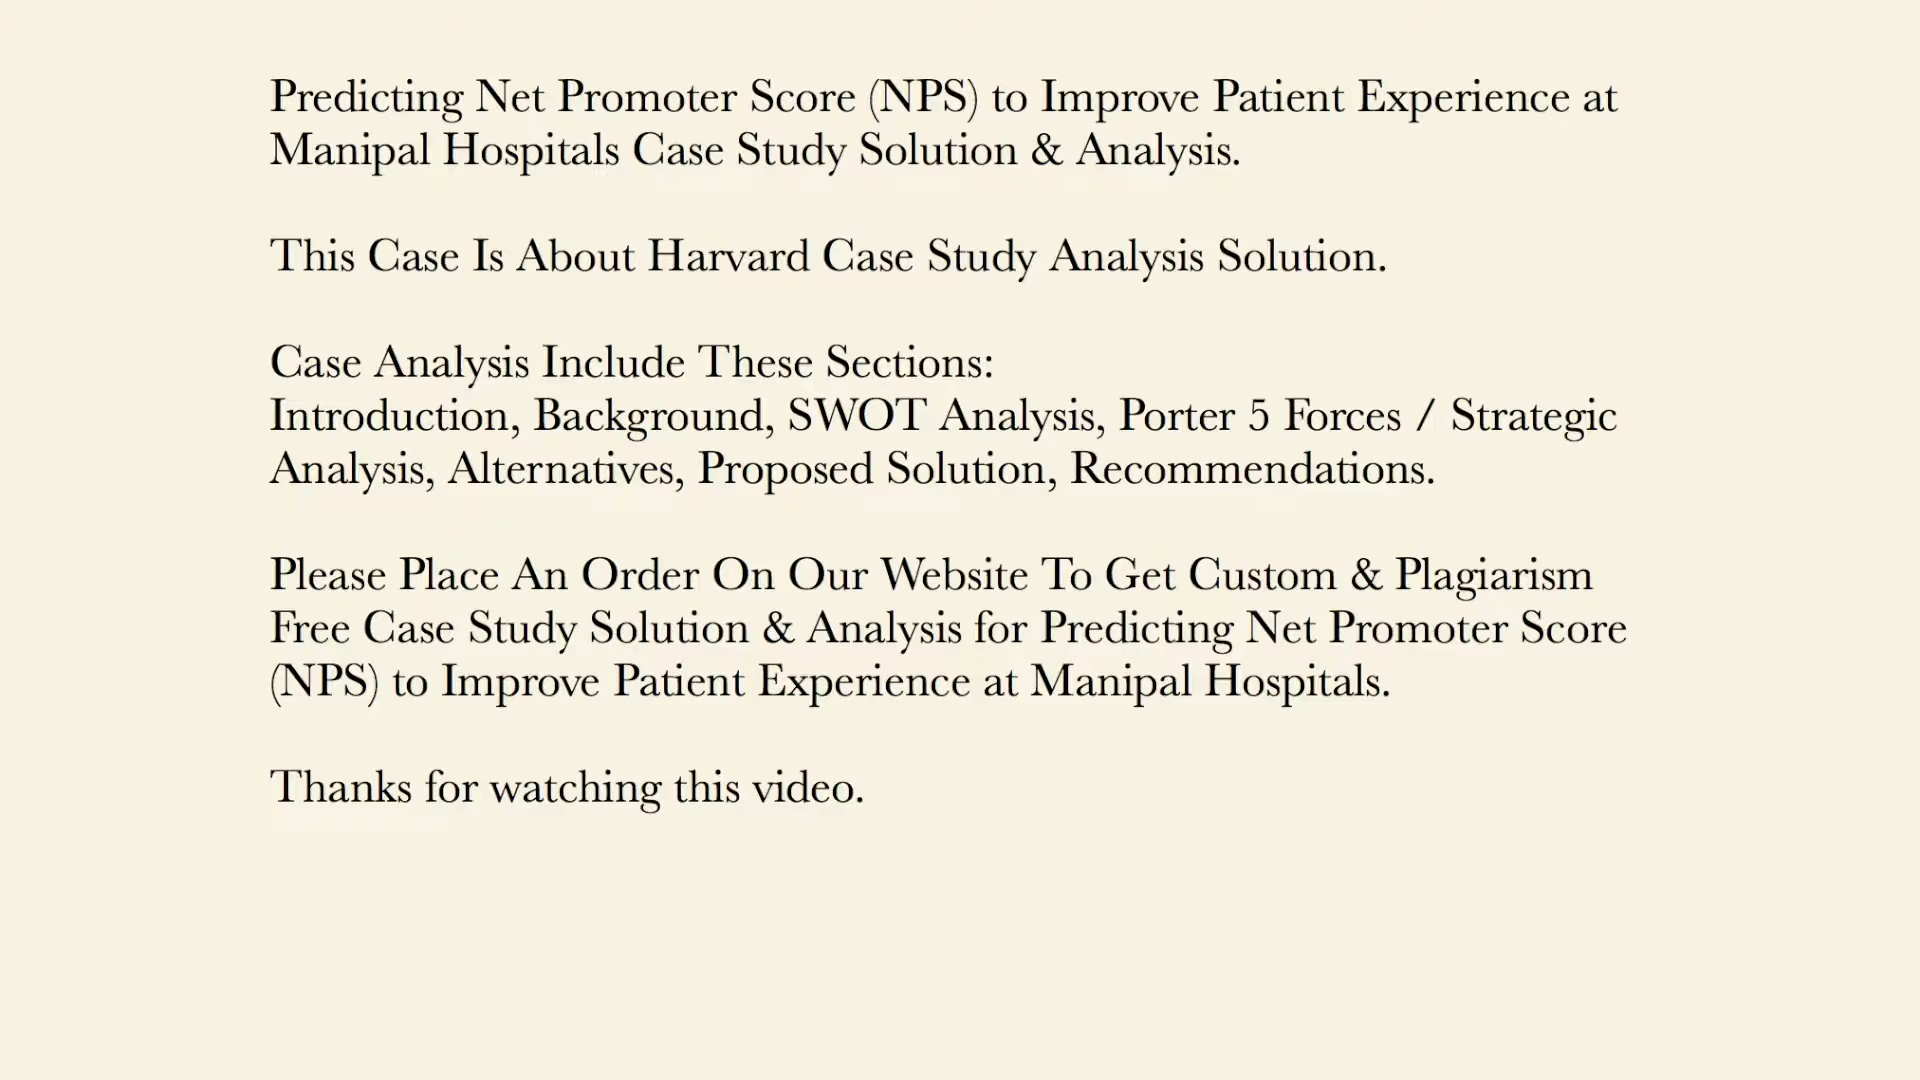 Predicting Net Promoter Score (NPS) to Improve Patient Experience at
Manipal Hospitals Case Study Solution & Analysis.
This Case Is About Harvard Case Study Analysis Solution.
Case Analysis Include These Sections:
Introduction, Background, SWOT Analysis, Porter 5 Forces / Strategic
Analysis, Alternatives, Proposed Solution, Recommendations.
Please Place An Order On Our Website To Get Custom & Plagiarism
Free Case Study Solution & Analysis for Predicting Net Promoter Score
(NPS) to Improve Patient Experience at Manipal Hospitals.
Thanks for watching this video.